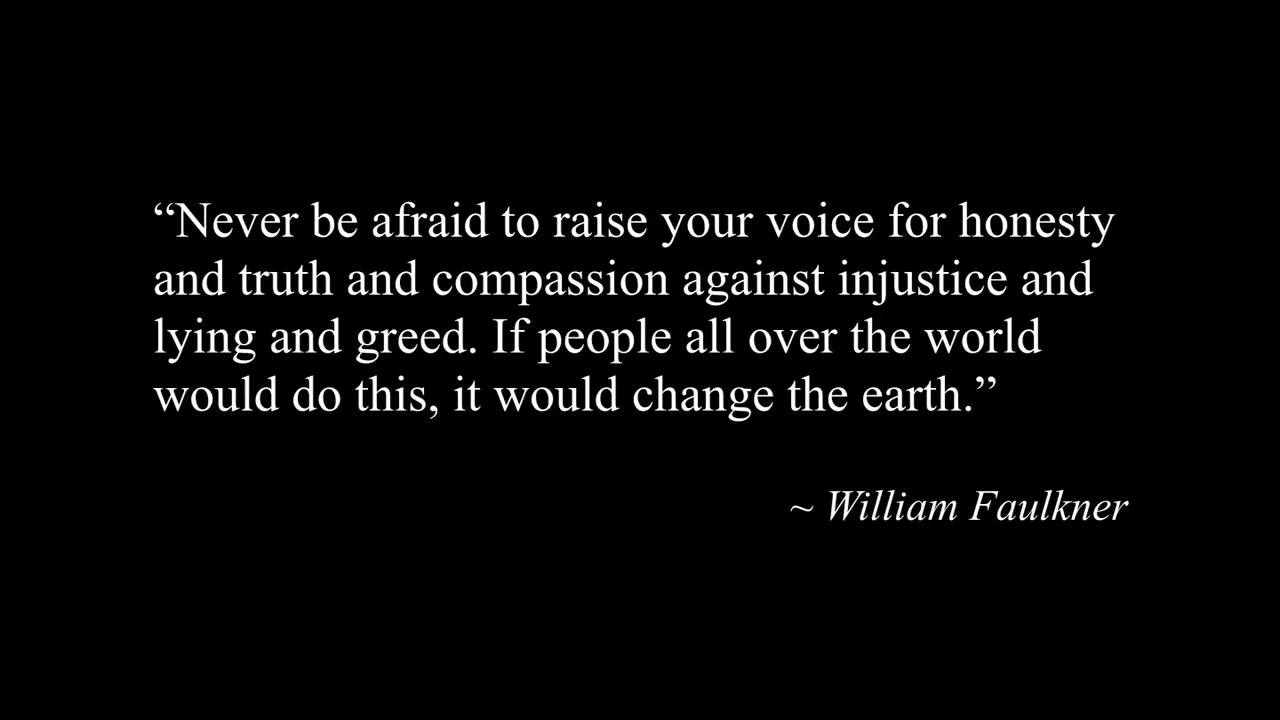 “Never be afraid to raise your voice for honesty
and truth and compassion against injustice and
lying and greed. If people all over the world
would do this, it would change the earth.”
~ William Faulkner